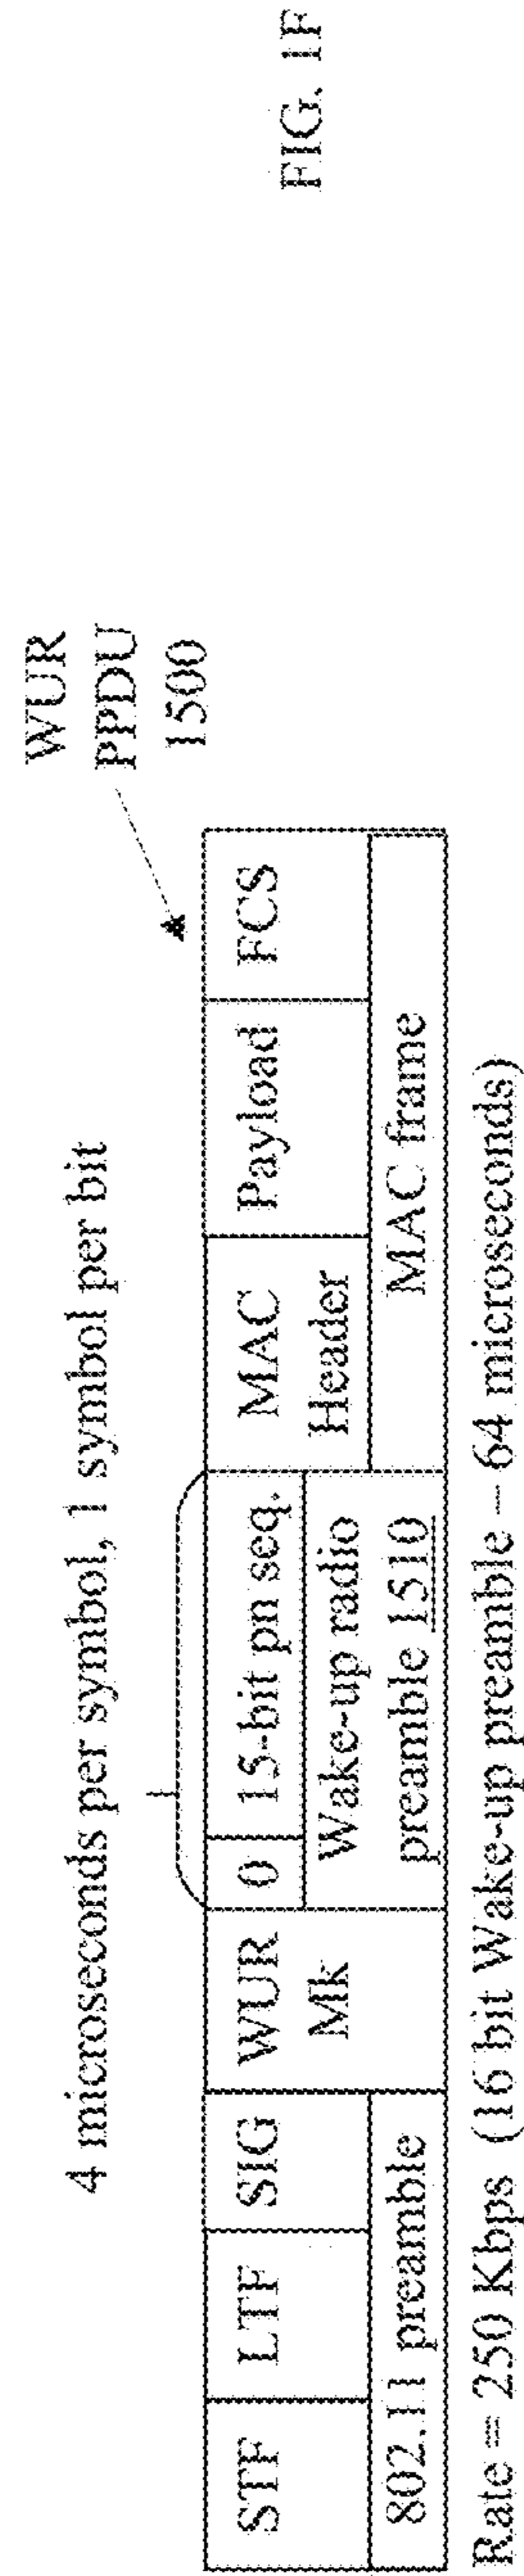 4 microseconds per symbol, 1 symbol per bit
WUR
PPDU
1500
STF
LTF
SIG
WUR
Mk
0
15-bit pn seq.
MAC
Header
Payload
FCS
802.11 preamble
Wake-up radio
preamble 1510
MAC frame
Rate = 250 Kbps (16 bit Wake-up preamble – 64 microseconds)
FIG. 1F